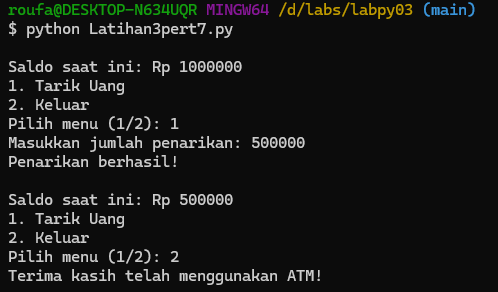 roufa@DESKTOP-N634UQR MINGW64 /d/labs/labpy03 (main)
$ python Latihan3pert7.py
Saldo saat ini: Rp 1000000
1. Tarik Uang
2. Keluar
Pilih menu (1/2): 1
Masukkan jumlah penarikan: 500000
Penarikan berhasil!
Saldo saat ini: Rp 500000
1. Tarik Uang
2. Keluar
Pilih menu (1/2): 2
Terima kasih telah menggunakan ATM!